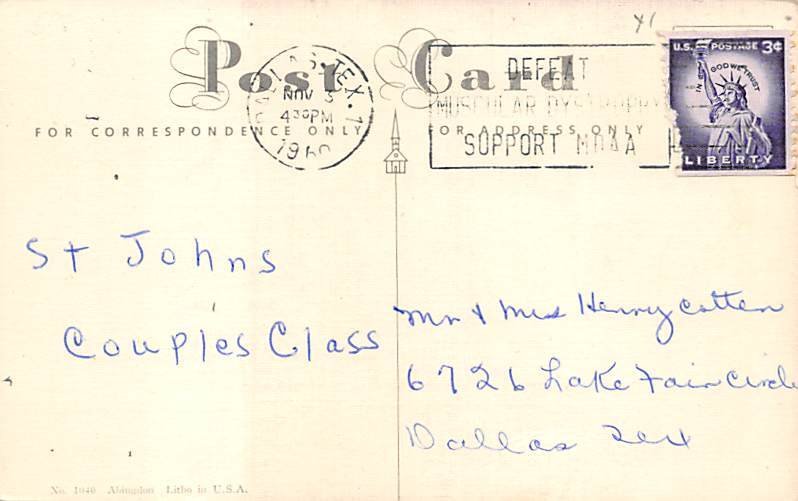 Post Card
FOR CORRESPONDENCE ONLY
FOR ADDRESS ONLY
DALLAS, TEX. 1
NOV 3
4 30 PM
1960
DEFEAT
MUSCULAR DYSTROPHY
SUPPORT MDAA
U.S. POSTAGE 3¢
IN GOD WE TRUST
LIBERTY
St Johns
Couples Class
Mr & Mrs Henry Cotten
6726 Lake Fair Circle
Dallas Tex
No. 1040 Abingdon Litho in U.S.A.